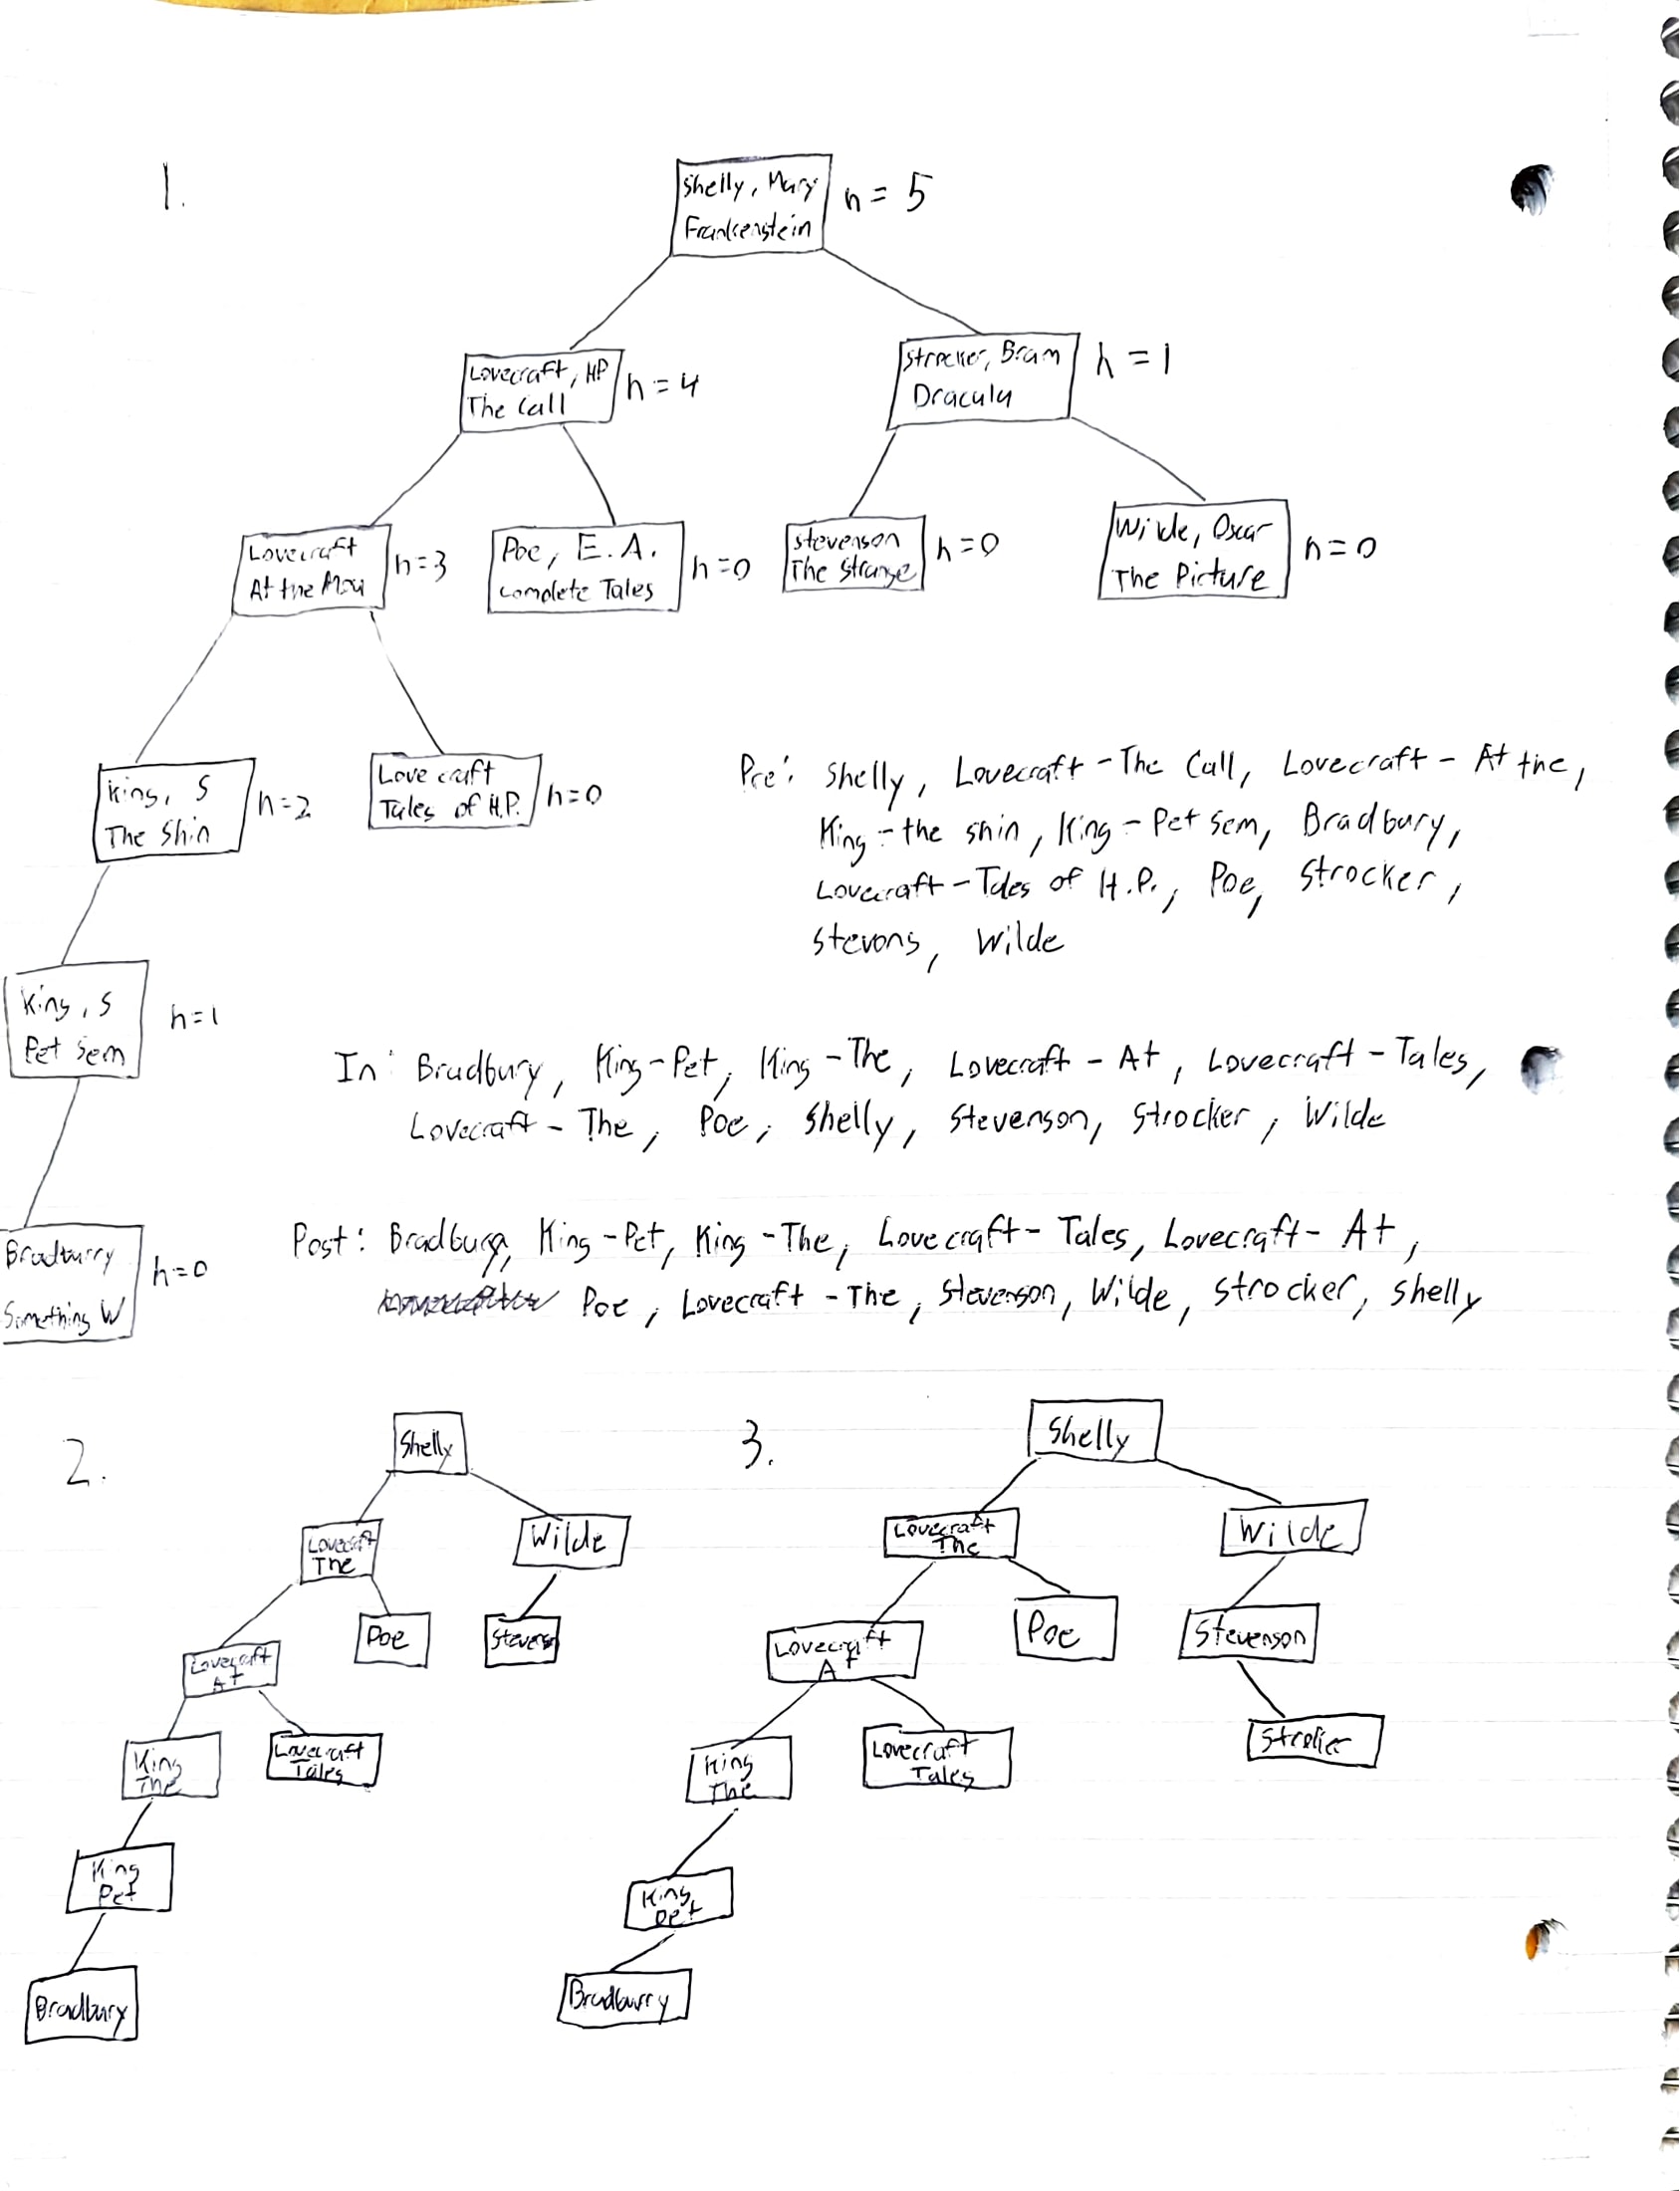 1.
Shelly, Mary
Frankenstein
h = 5
Lovecraft, HP
The Call
h = 4
Strocker, Bram
Dracula
h = 1
Lovecraft
At the Mou
h=3
Poe, E.A.
Complete Tales
h=0
Stevenson
The Strange
h=0
Wilde, Oscar
The Picture
h=0
King, S
The Shin
h=2
Lovecraft
Tales of H.P.
h=0
Pre: Shelly, Lovecraft - The Call, Lovecraft - At the,
King - the shin, King - Pet sem, Bradbury,
Lovecraft - Tales of H.P., Poe, Strocker,
Stevons, Wilde
King, S
Pet Sem
h=1
In: Bradbury, King - Pet, King - The, Lovecraft - At, Lovecraft - Tales,
Lovecraft - The, Poe, Shelly, Stevenson, Strocker, Wilde
Bradburry
Something W
h=0
Post: Bradbury, King - Pet, King - The, Lovecraft - Tales, Lovecraft - At,
Poe, Lovecraft - The, Stevenson, Wilde, Strocker, Shelly
2.
Shelly
Lovecraft
The
Wilde
Lovecraft
At
Poe
King
The
Lovecraft
Tales
King
Pet
Bradbury
3.
Shelly
Lovecraft
The
Wilde
Lovecraft
At
Poe
Stevenson
King
The
Lovecraft
Tales
King
Pet
Bradburry